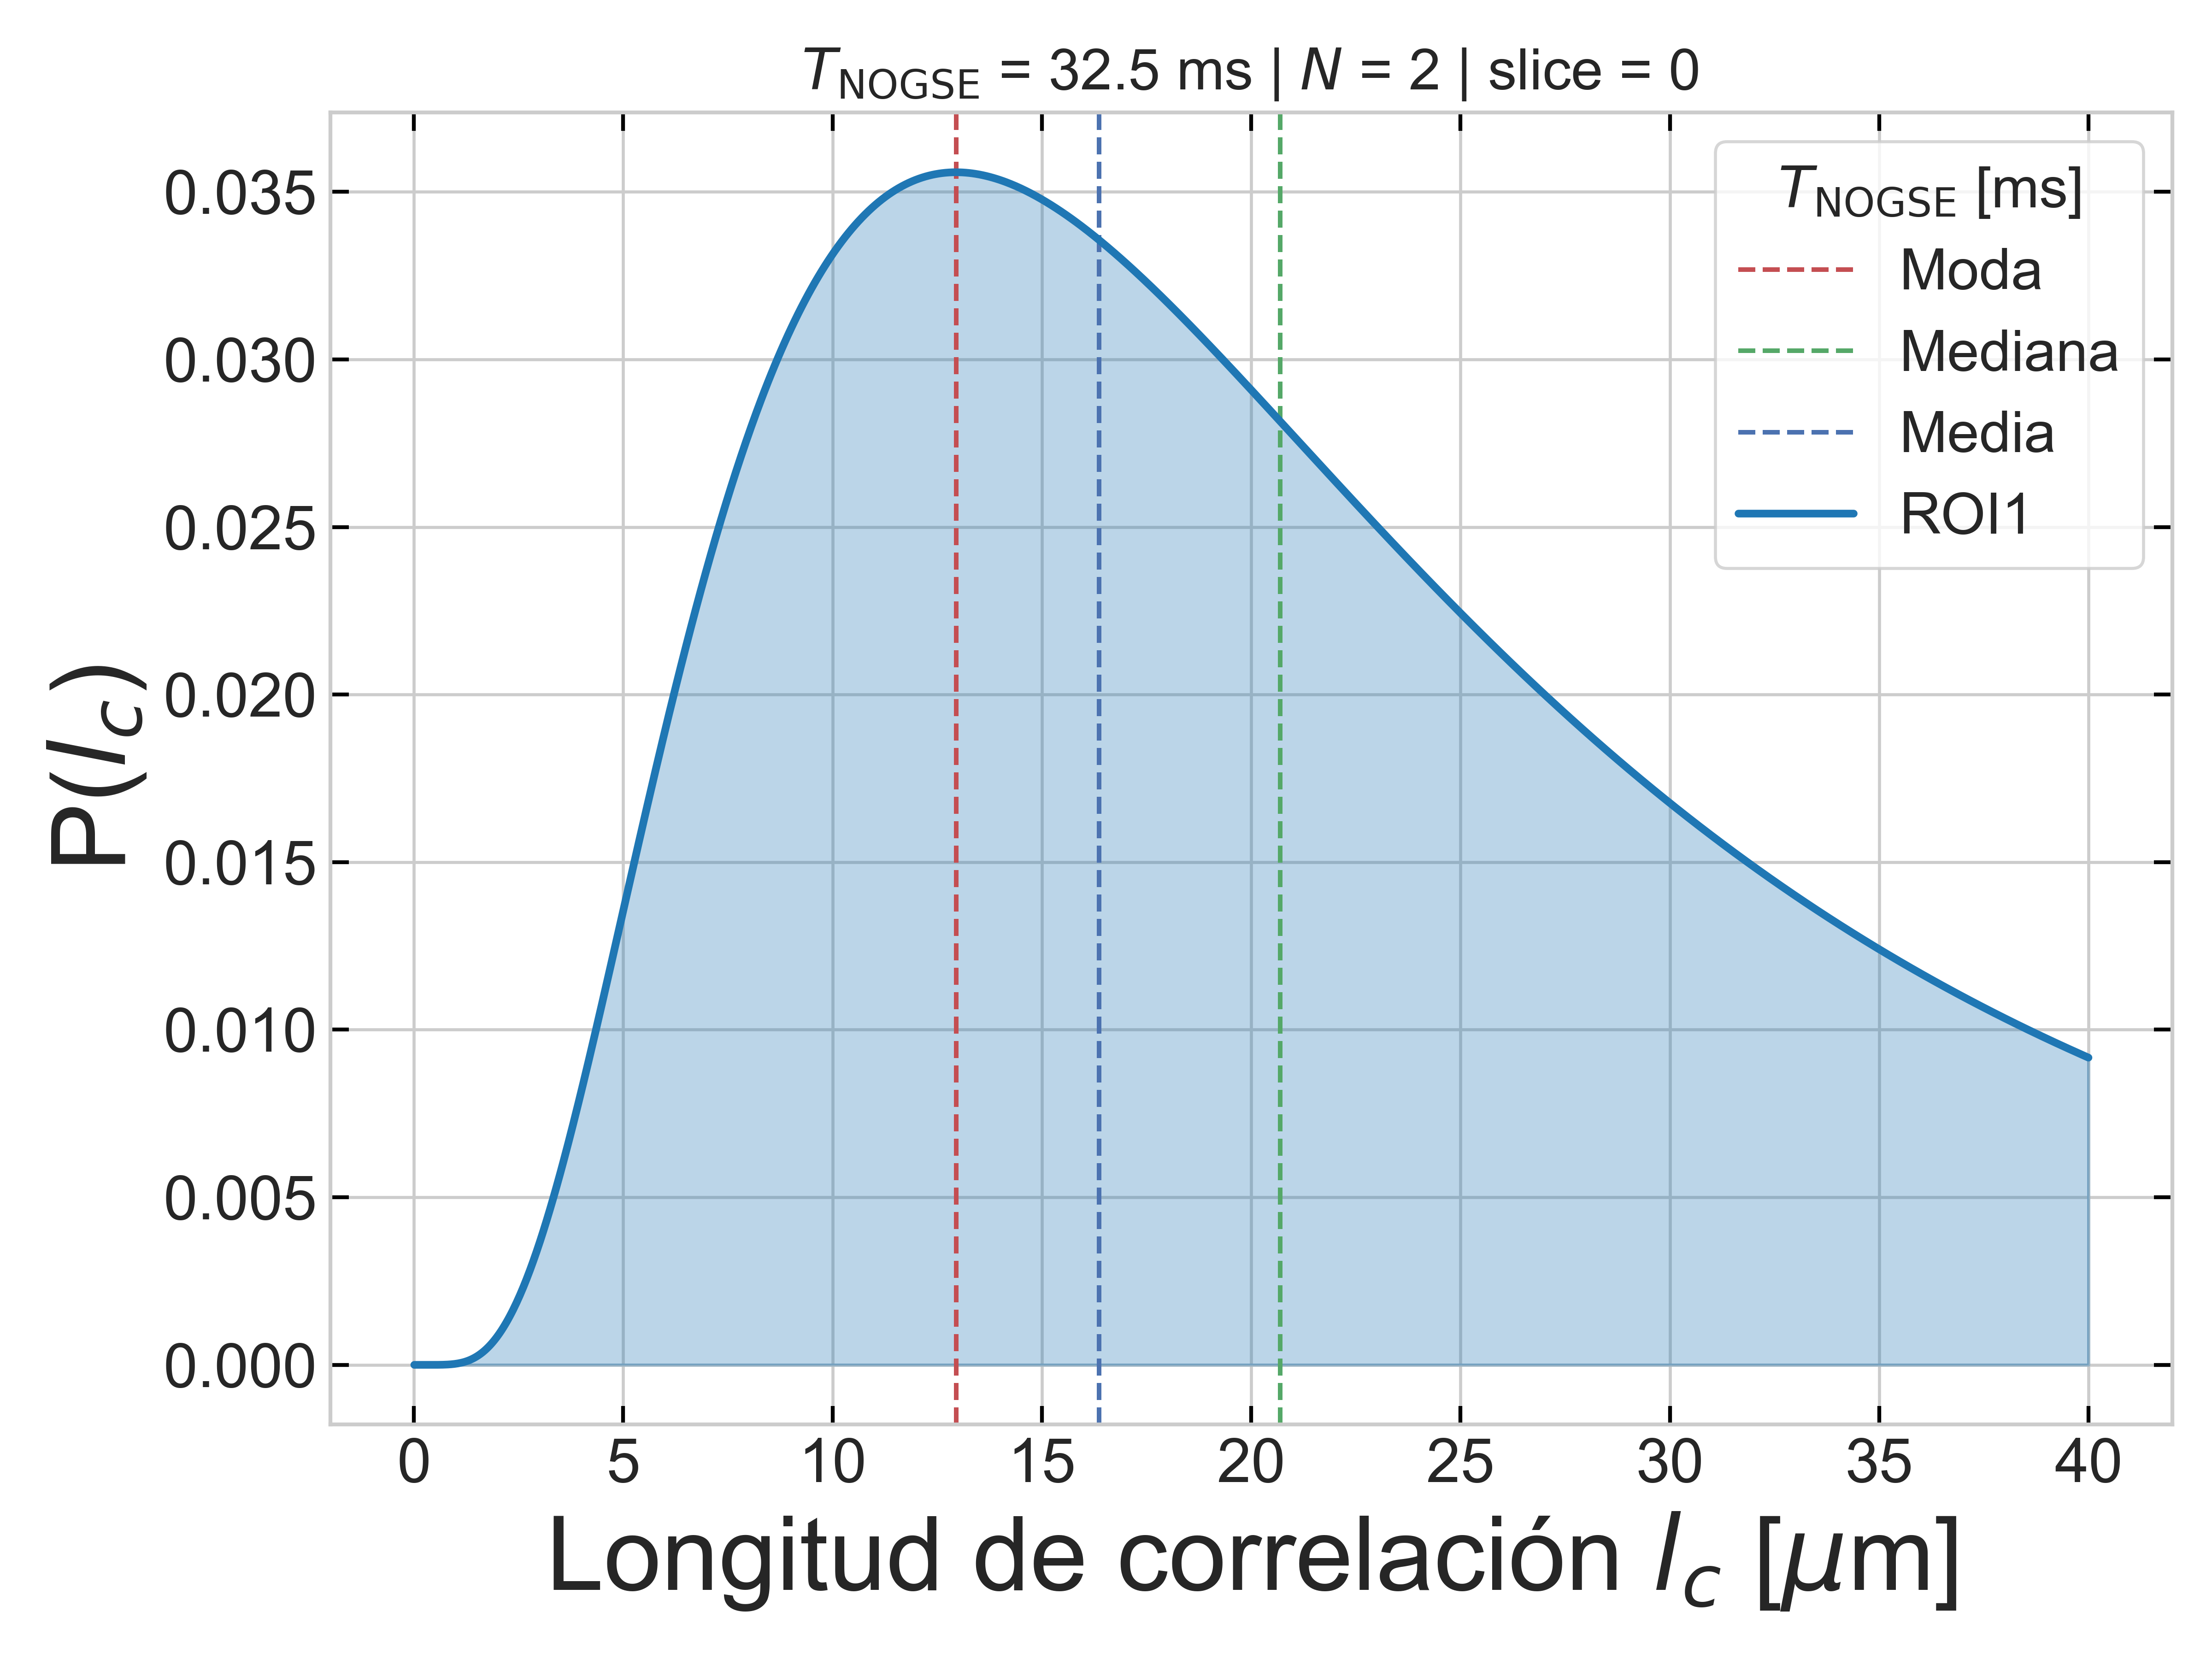 T_NOGSE = 32.5 ms | N = 2 | slice = 0
P(l_c)
0.035
0.030
0.025
0.020
0.015
0.010
0.005
0.000
T_NOGSE [ms]
Moda
Mediana
Media
ROI1
0 5 10 15 20 25 30 35 40
Longitud de correlación l_c [μm]